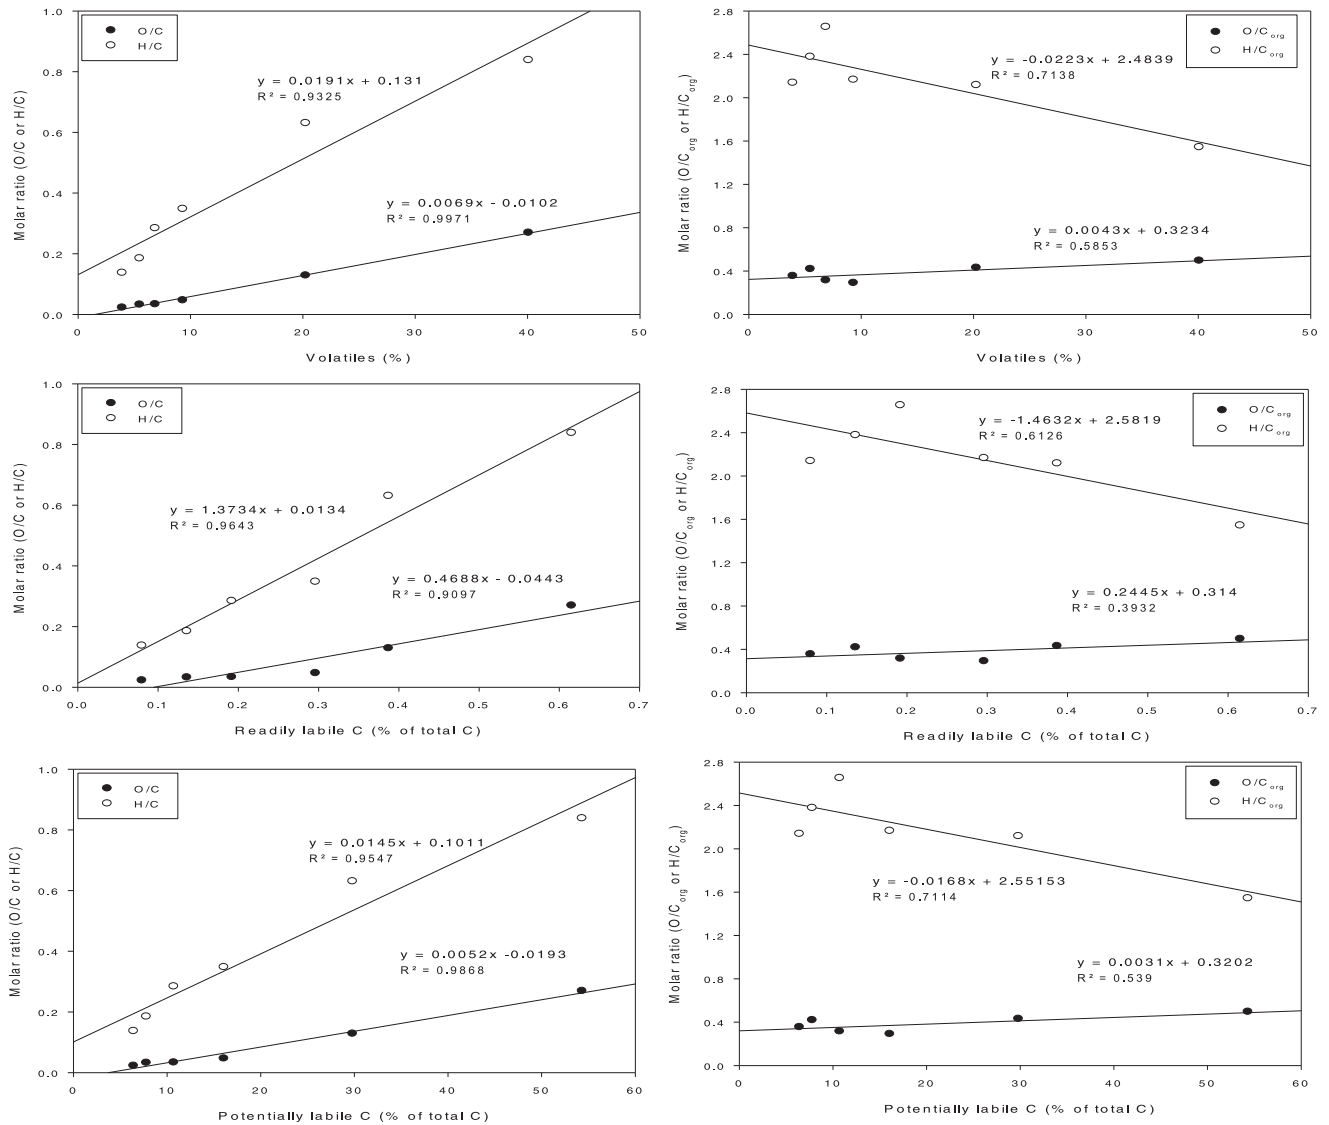 1.0
0.8
0.6
0.4
0.2
0.0
Molar ratio (O/C or H/C)
O/C
H/C
y = 0.0191x + 0.131
R² = 0.9325
y = 0.0069x - 0.0102
R² = 0.9971
0 10 20 30 40 50
Volatiles (%)
2.8
2.4
2.0
1.6
1.2
0.8
0.4
0.0
Molar ratio (O/Corg or H/Corg)
O/Corg
H/Corg
y = -0.0223x + 2.4839
R² = 0.7138
y = 0.0043x + 0.3234
R² = 0.5853
0 10 20 30 40 50
Volatiles (%)
1.0
0.8
0.6
0.4
0.2
0.0
Molar ratio (O/C or H/C)
O/C
H/C
y = 1.3734x + 0.0134
R² = 0.9643
y = 0.4688x - 0.0443
R² = 0.9097
0.0 0.1 0.2 0.3 0.4 0.5 0.6 0.7
Readily labile C (% of total C)
2.8
2.4
2.0
1.6
1.2
0.8
0.4
0.0
Molar ratio (O/Corg or H/Corg)
O/Corg
H/Corg
y = -1.4632x + 2.5819
R² = 0.6126
y = 0.2445x + 0.314
R² = 0.3932
0.0 0.1 0.2 0.3 0.4 0.5 0.6 0.7
Readily labile C (% of total C)
1.0
0.8
0.6
0.4
0.2
0.0
Molar ratio (O/C or H/C)
O/C
H/C
y = 0.0145x + 0.1011
R² = 0.9547
y = 0.0052x -0.0193
R² = 0.9868
0 10 20 30 40 50 60
Potentially labile C (% of total C)
2.8
2.4
2.0
1.6
1.2
0.8
0.4
0.0
Molar ratio (O/Corg or H/Corg)
O/Corg
H/Corg
y = -0.0168x + 2.55153
R² = 0.7114
y = 0.0031x + 0.3202
R² = 0.539
0 10 20 30 40 50 60
Potentially labile C (% of total C)